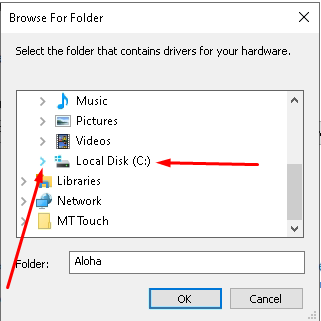 Browse For Folder
Select the folder that contains drivers for your hardware.
Music
Pictures
Videos
Local Disk (C:)
Libraries
Network
MT Touch
Folder: Aloha
OK Cancel